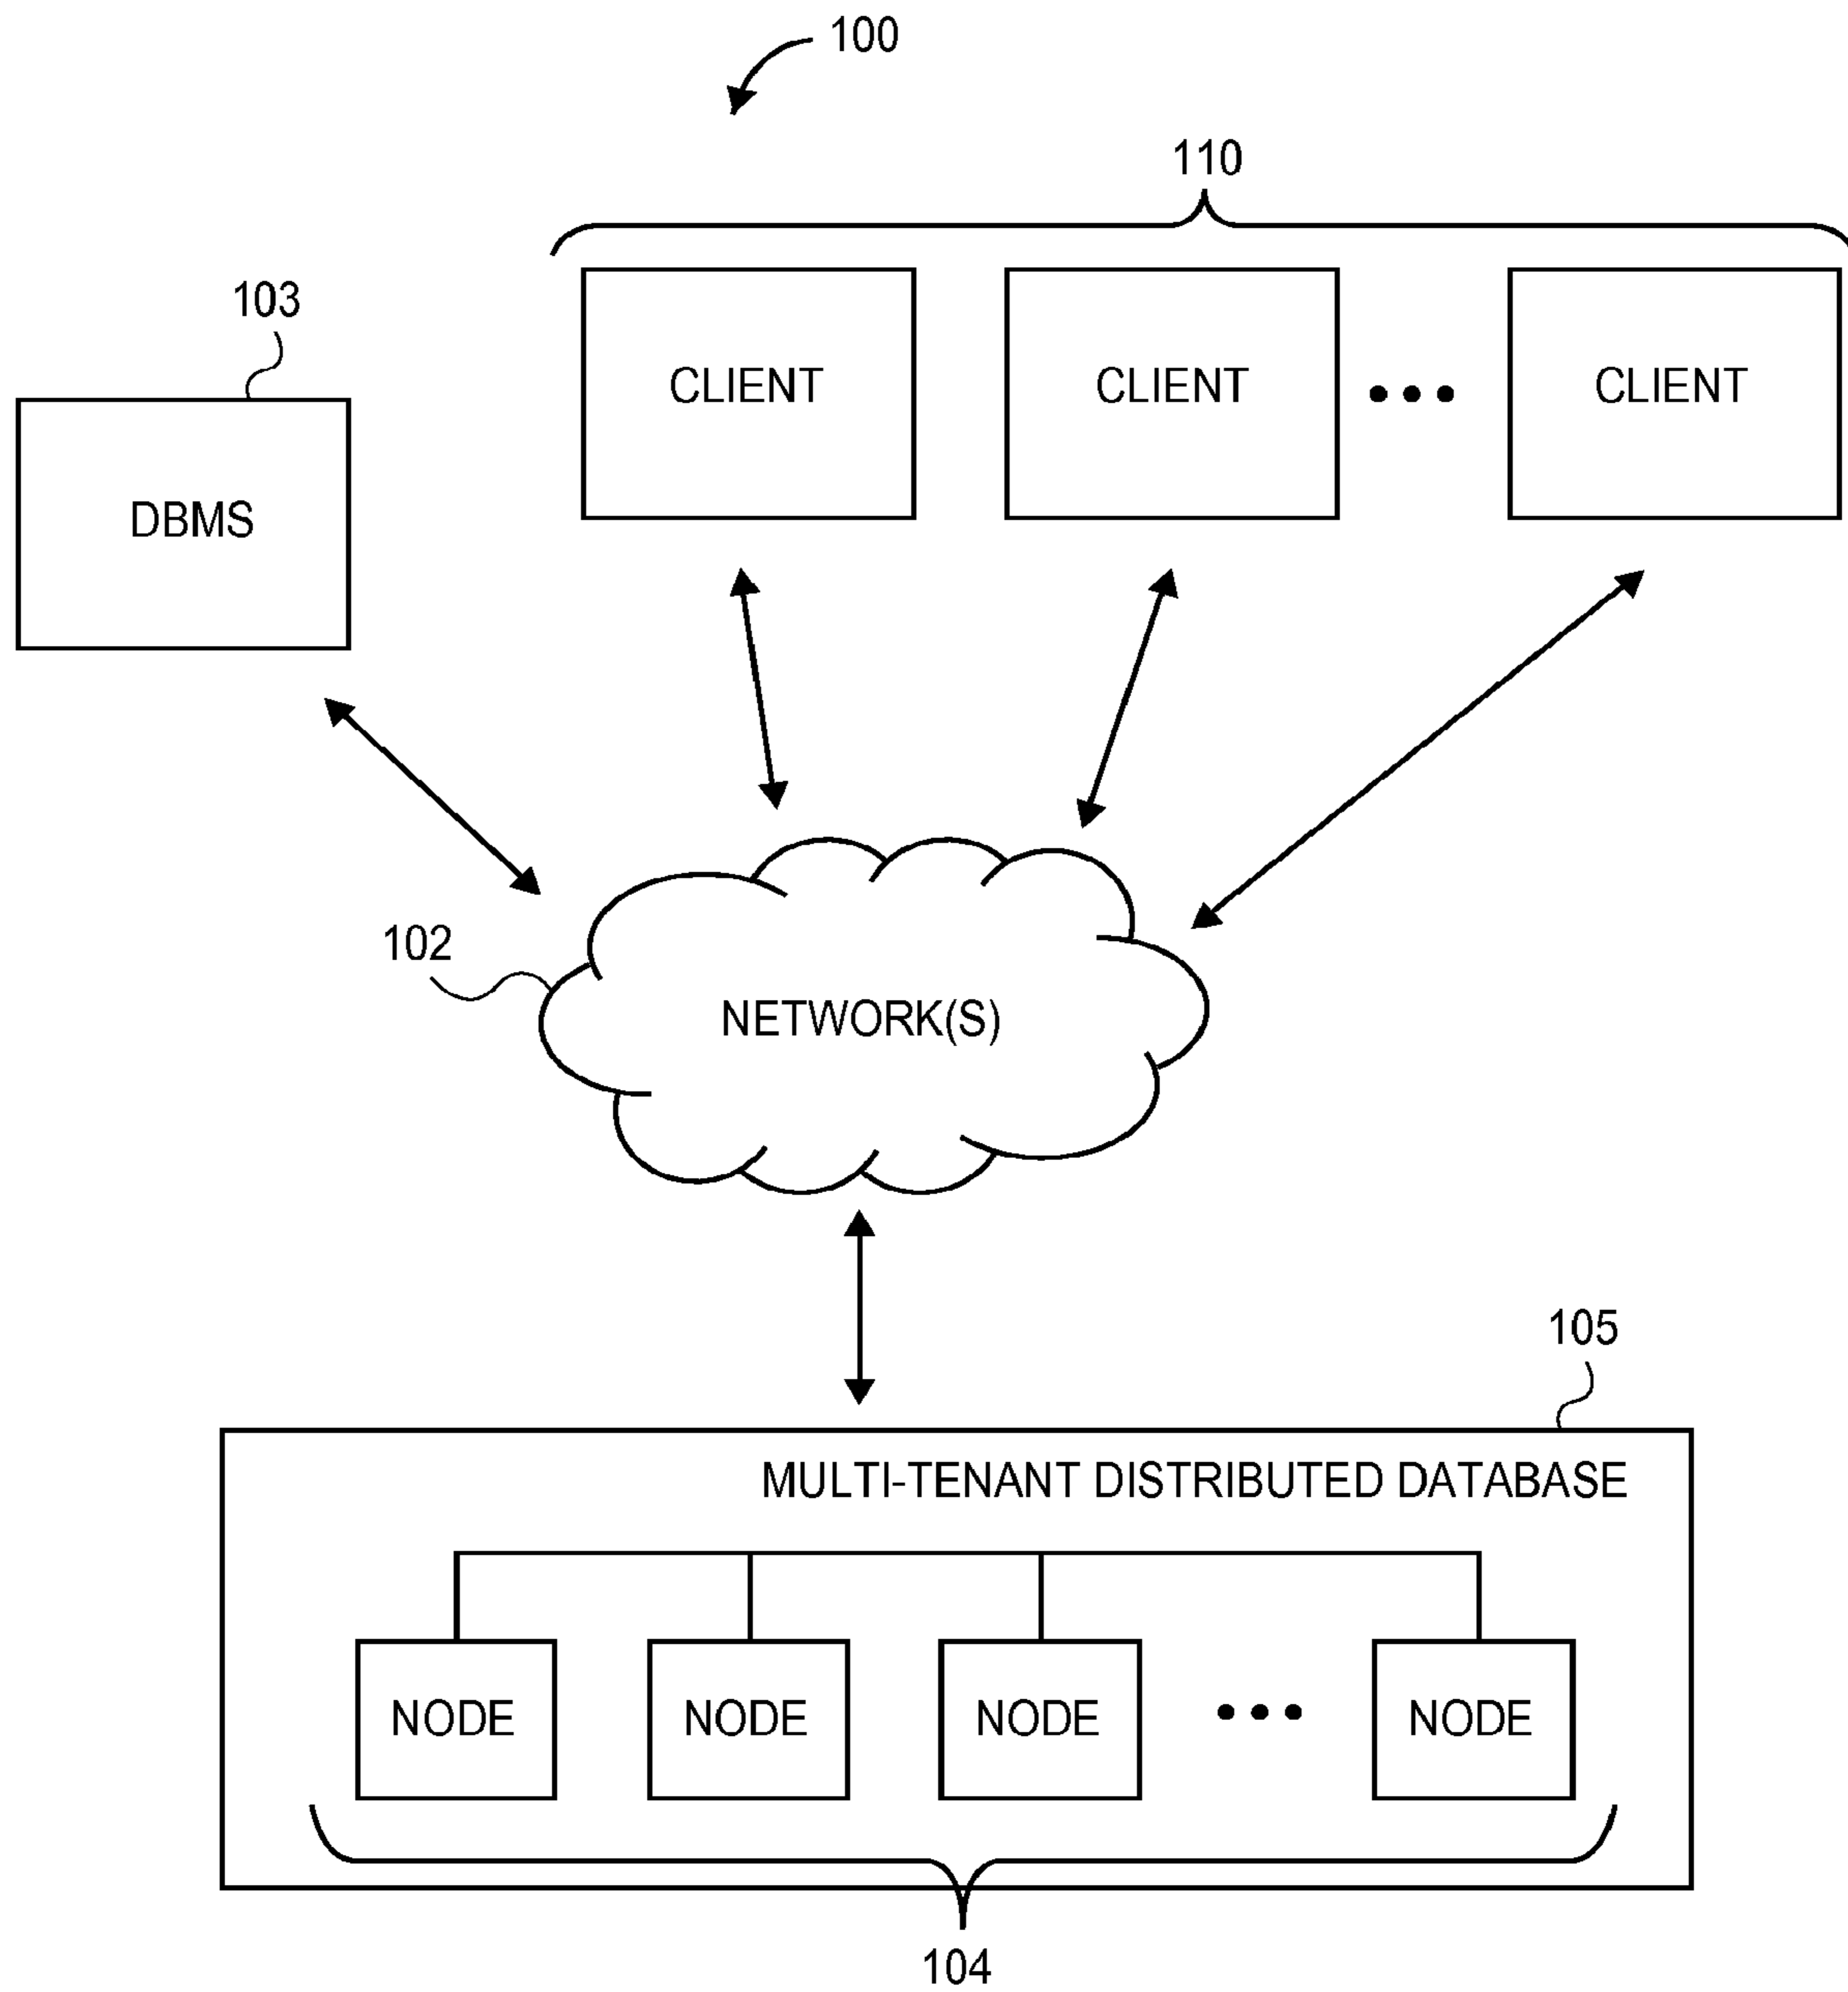 100
110
103
CLIENT
CLIENT
CLIENT
DBMS
102
NETWORK(S)
105
MULTI-TENANT DISTRIBUTED DATABASE
NODE
NODE
NODE
NODE
104